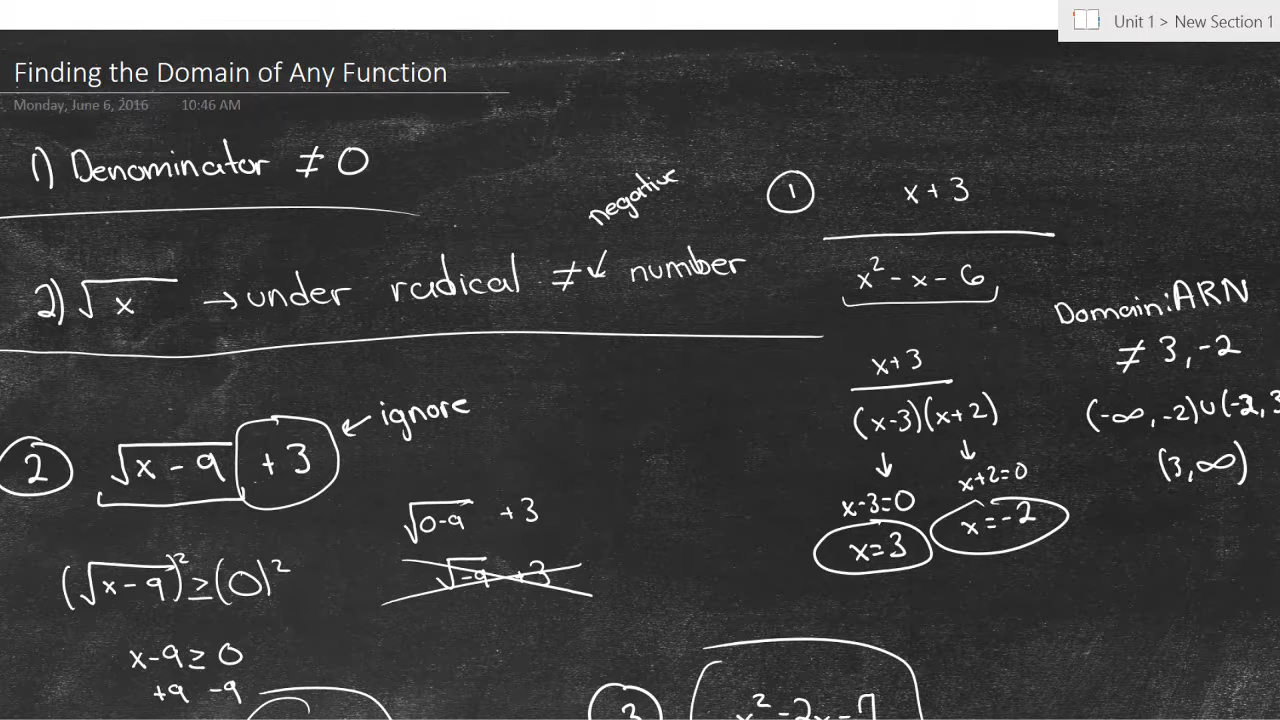 Unit 1 > New Section 1
Finding the Domain of Any Function
Monday, June 6, 2016 10:46 AM
1) Denominator ≠ 0
2) √x → under radical ≠ number
negative
① x + 3
x² - x - 6
x + 3
(x-3)(x+2)
x-3=0
x+2=0
x=3
x=-2
Domain: ARN
≠ 3, -2
(-∞, -2)∪(-2, 3
(3, ∞)
② √x - 9 + 3
ignore
√0-9 + 3
√-9 + 3
(√x - 9)² ≥ (0)²
x-9 ≥ 0
+9 -9
3
x² - 2x - 7